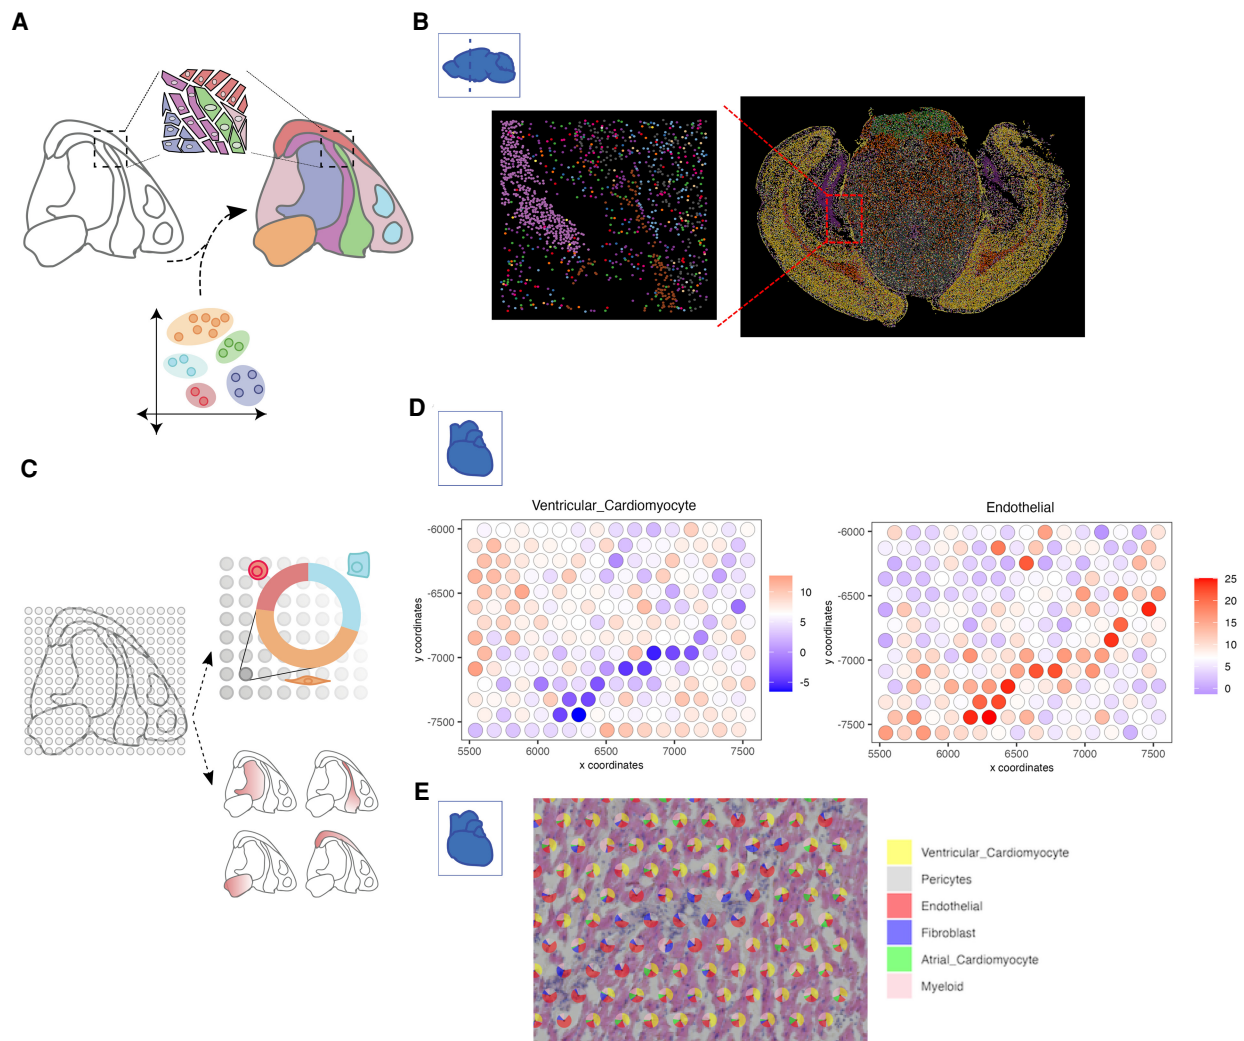 A
B
C
D
Ventricular_Cardiomyocyte
-6000
-6500
-7000
-7500
y coordinates
5500 6000 6500 7000 7500
x coordinates
10
5
0
-5
Endothelial
-6000
-6500
-7000
-7500
y coordinates
5500 6000 6500 7000 7500
x coordinates
25
20
15
10
5
0
E
Ventricular_Cardiomyocyte
Pericytes
Endothelial
Fibroblast
Atrial_Cardiomyocyte
Myeloid